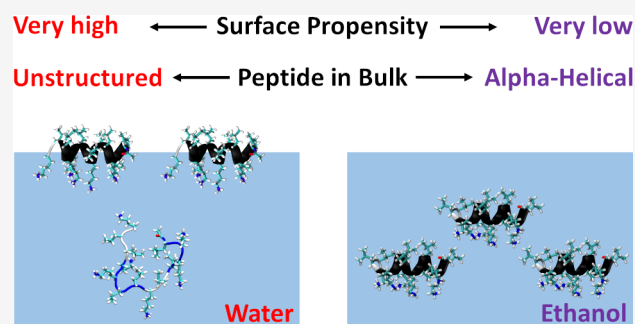 Very high Surface Propensity Very low
Unstructured Peptide in Bulk Alpha-Helical
Water Ethanol